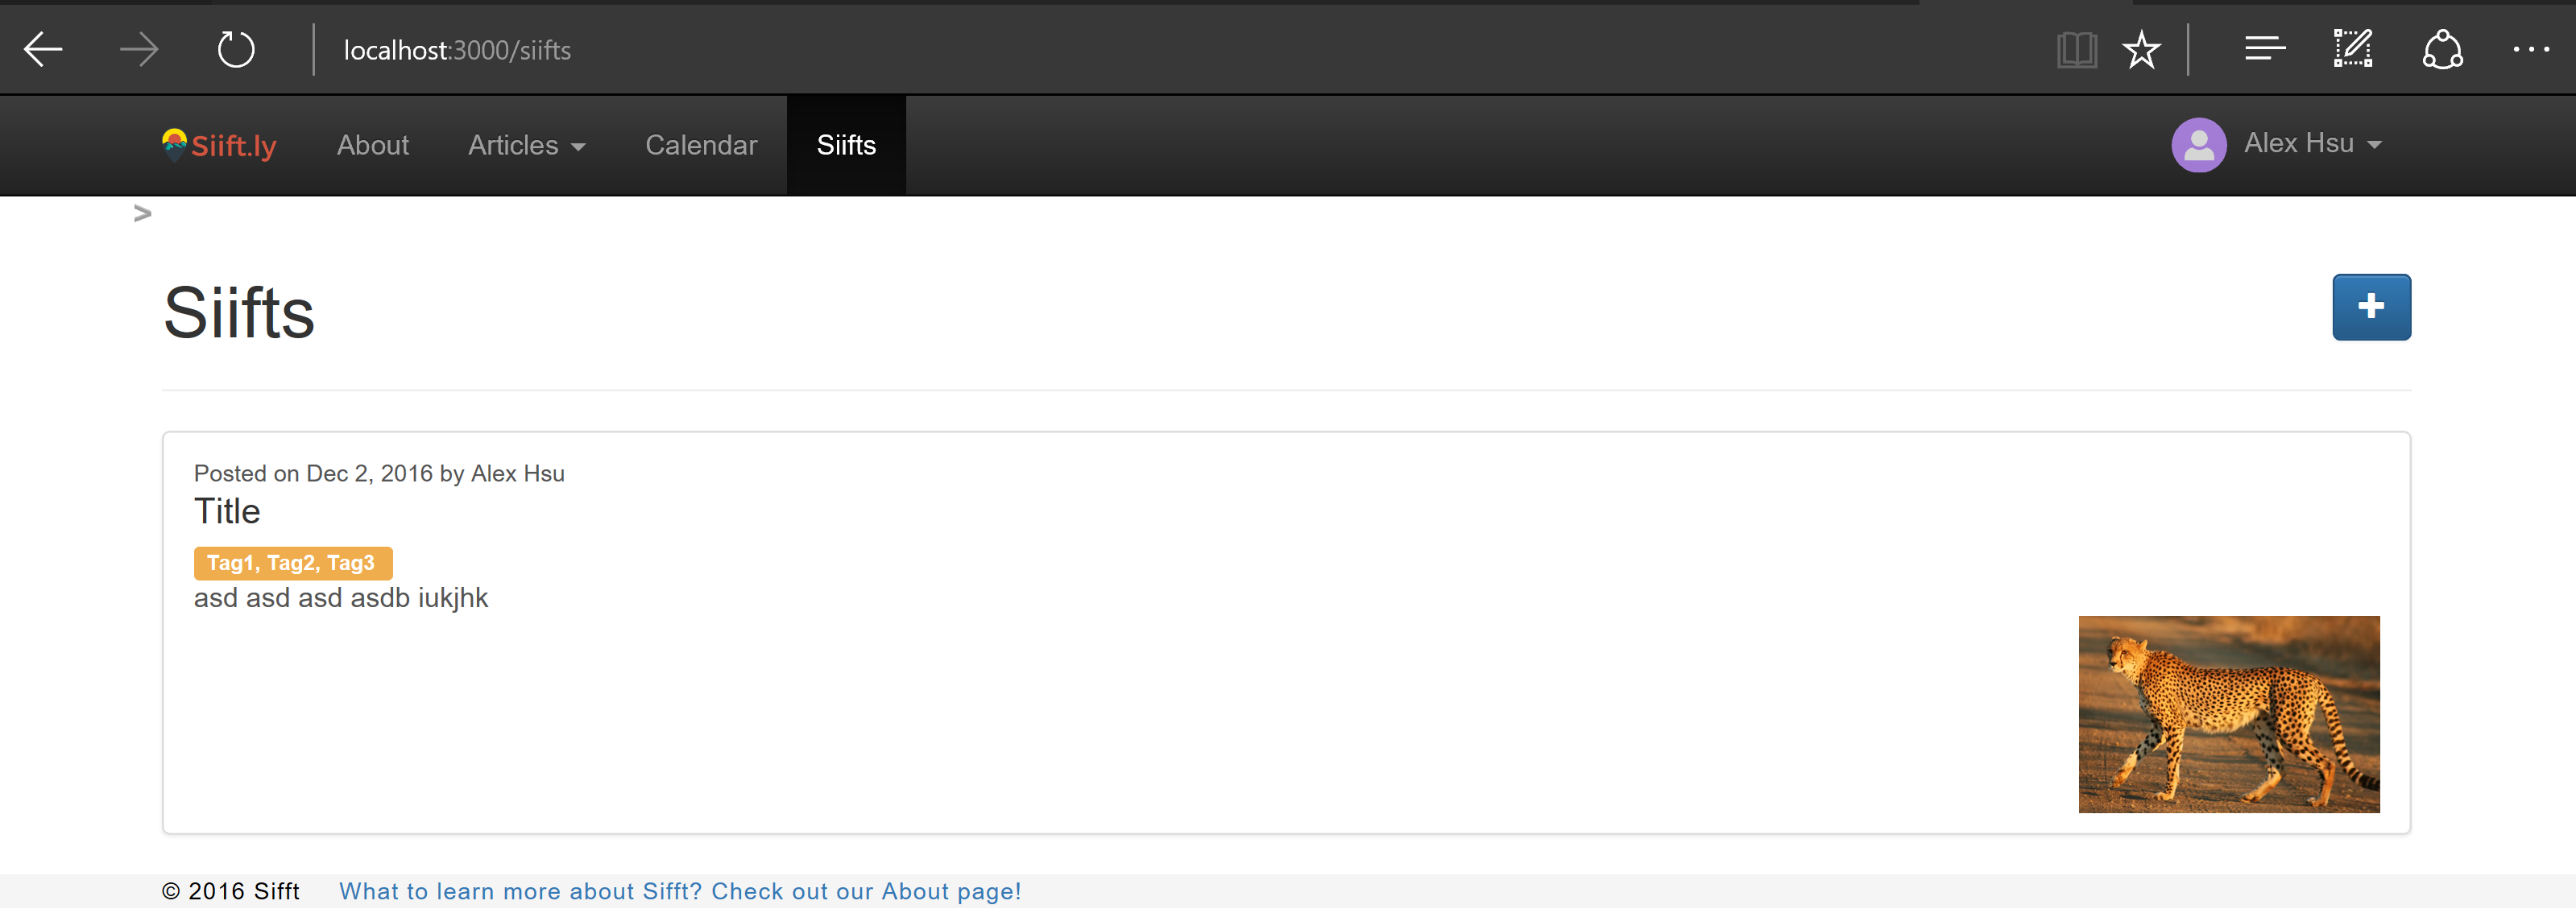 localhost:3000/siifts
Siift.ly About Articles Calendar Siifts Alex Hsu
>
Siifts
Posted on Dec 2, 2016 by Alex Hsu
Title
Tag1, Tag2, Tag3
asd asd asd asdb iukjhk
© 2016 Sifft What to learn more about Sifft? Check out our About page!